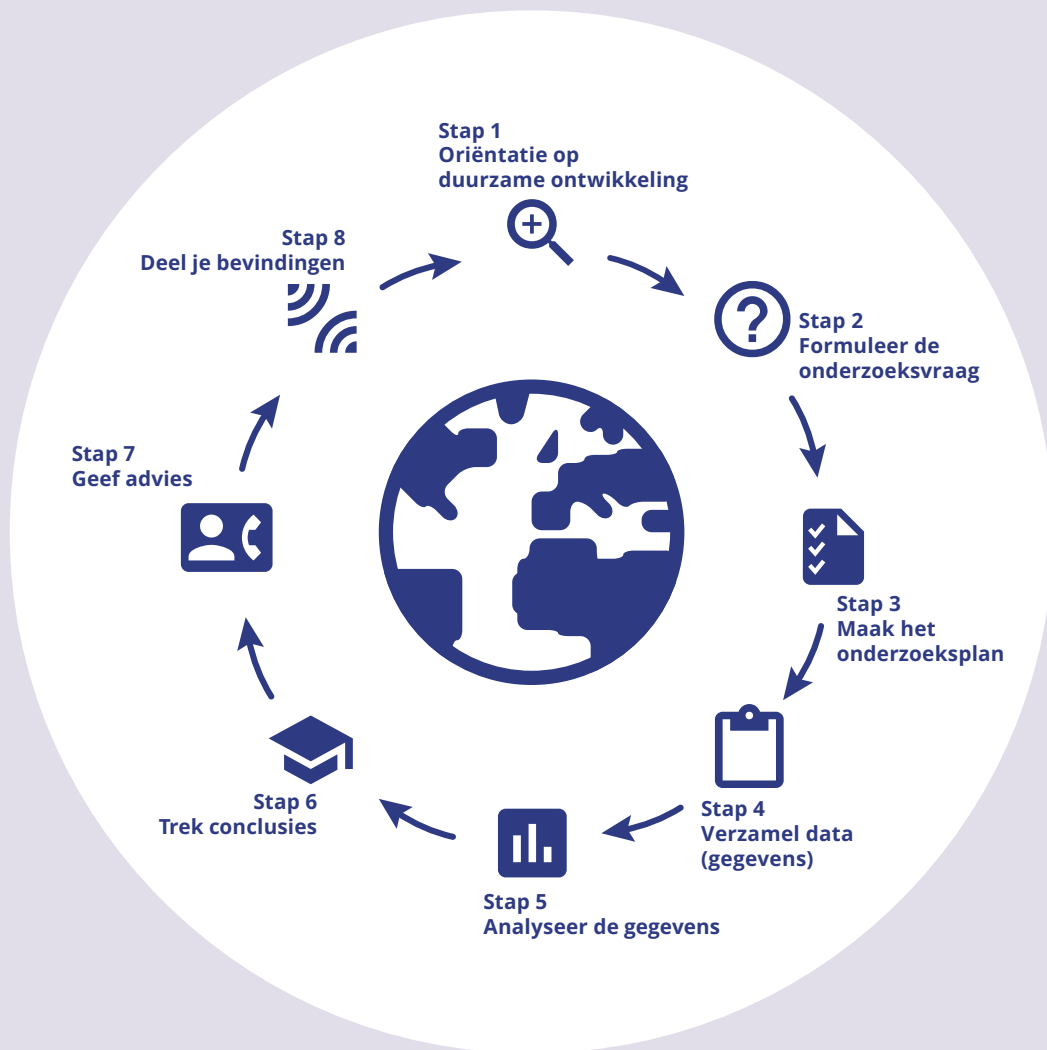 Stap 1
Oriëntatie op
duurzame ontwikkeling
Stap 2
Formuleer de
onderzoeksvraag
Stap 3
Maak het
onderzoeksplan
Stap 4
Verzamel data
(gegevens)
Stap 5
Analyseer de gegevens
Stap 6
Trek conclusies
Stap 7
Geef advies
Stap 8
Deel je bevindingen